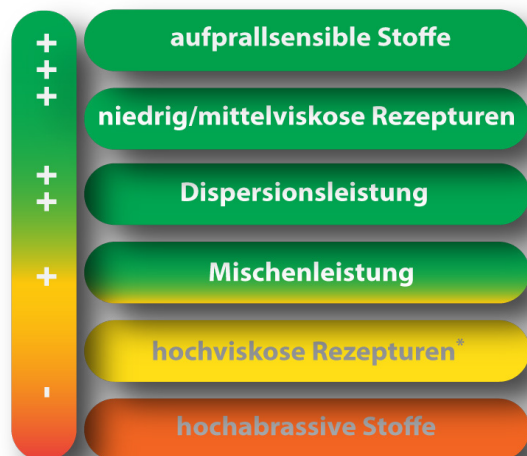 +
+
+
aufprallsensible Stoffe
niedrig/mittelviskose Rezepturen
+
+
Dispersionsleistung
+
Mischenleistung
hochviskose Rezepturen*
-
hochabrassive Stoffe